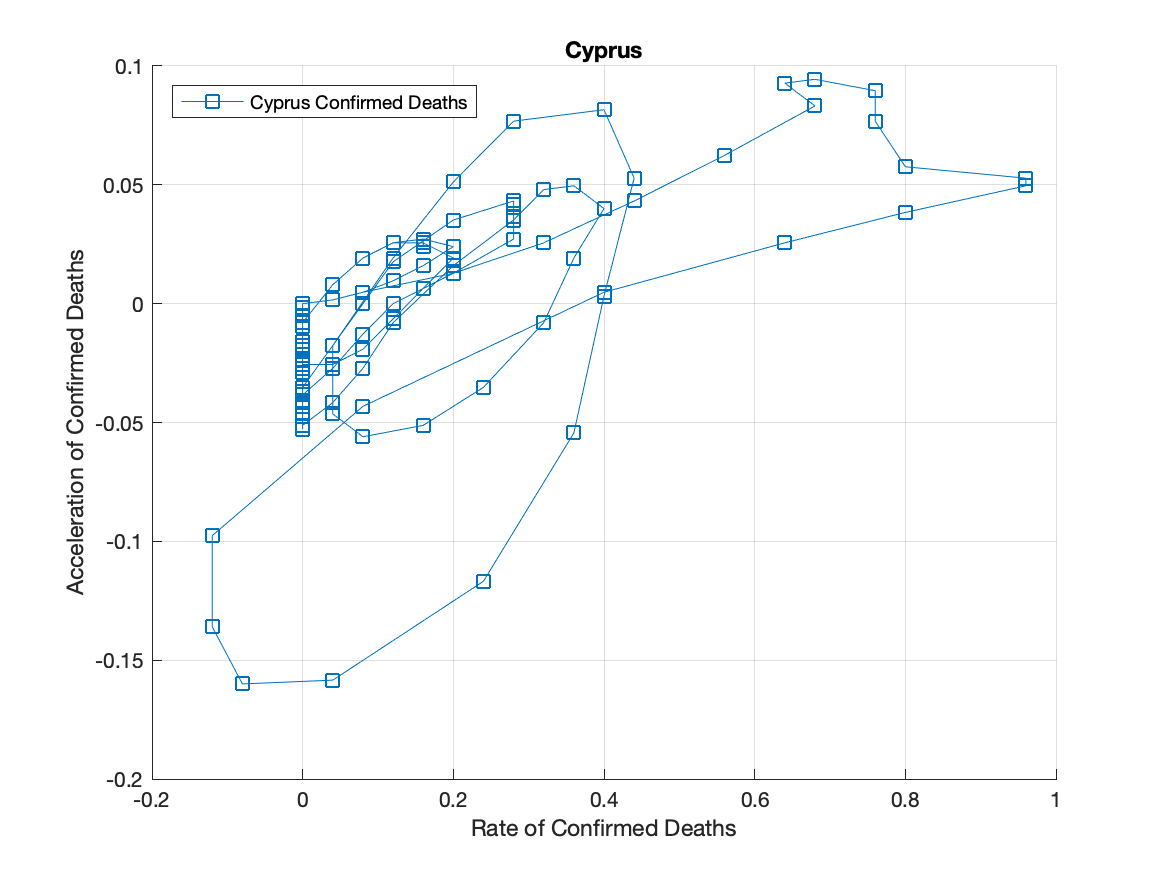 Cyprus
Cyprus Confirmed Deaths
Acceleration of Confirmed Deaths
0.1
0.05
0
-0.05
-0.1
-0.15
-0.2
-0.2 0 0.2 0.4 0.6 0.8 1
Rate of Confirmed Deaths